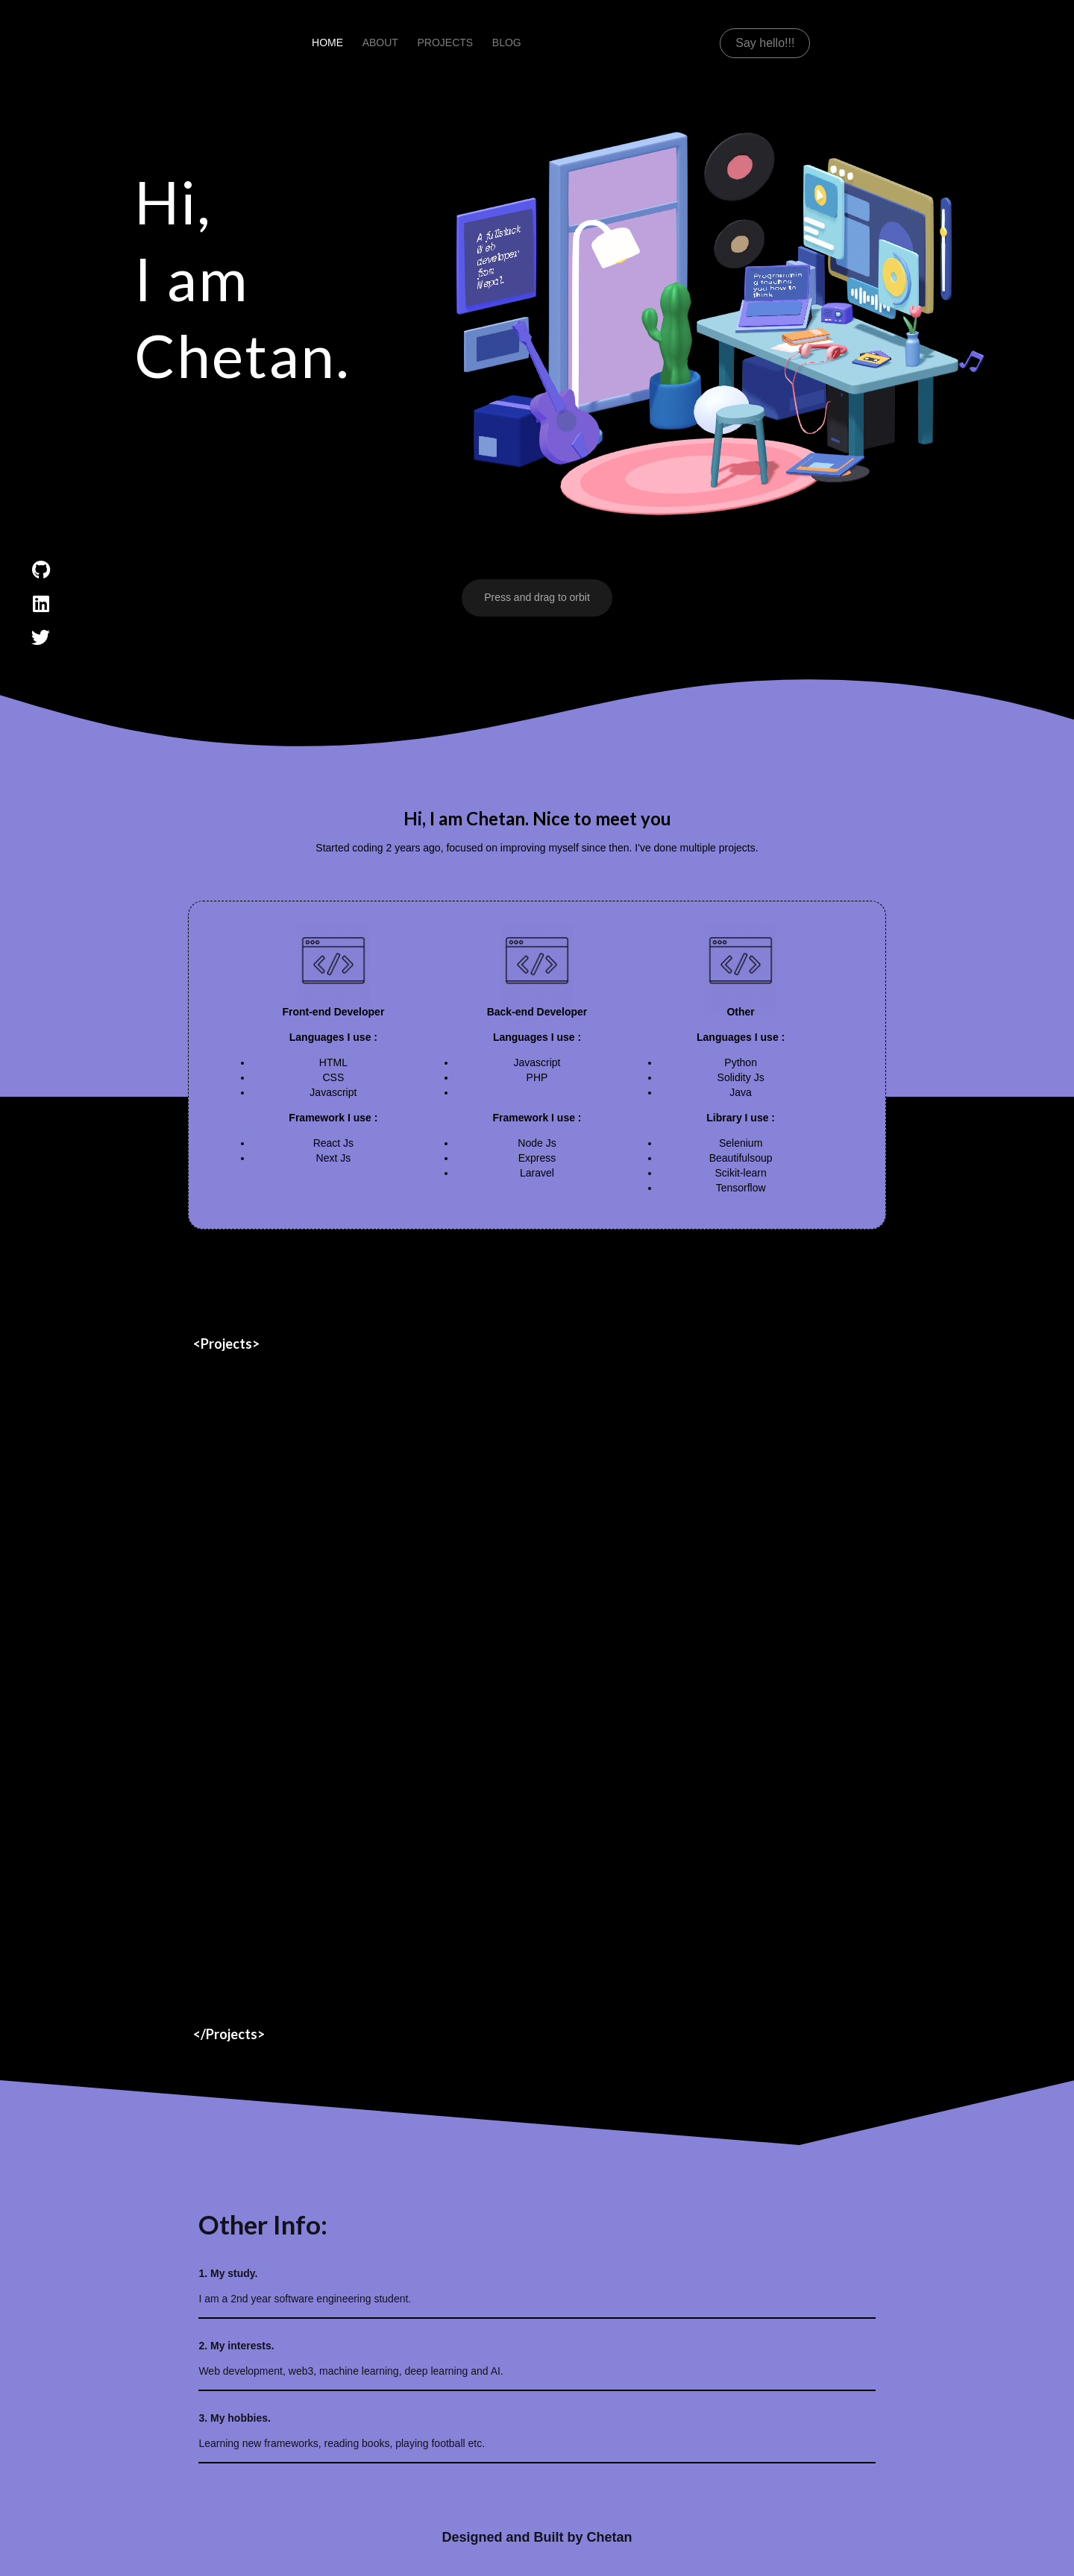 HOME ABOUT PROJECTS BLOG Say hello!!!
Hi,
I am
Chetan.
A fullstack
Web
developer
from
Nepal.
Programmin
g teaches
you how to
think
Press and drag to orbit
Hi, I am Chetan. Nice to meet you
Started coding 2 years ago, focused on improving myself since then. I've done multiple projects.
Front-end Developer
Languages I use :
HTML
CSS
Javascript
Framework I use :
React Js
Next Js
Back-end Developer
Languages I use :
Javascript
PHP
Framework I use :
Node Js
Express
Laravel
Other
Languages I use :
Python
Solidity Js
Java
Library I use :
Selenium
Beautifulsoup
Scikit-learn
Tensorflow
<Projects>
</Projects>
Other Info:
1. My study.
I am a 2nd year software engineering student.
2. My interests.
Web development, web3, machine learning, deep learning and AI.
3. My hobbies.
Learning new frameworks, reading books, playing football etc.
Designed and Built by Chetan